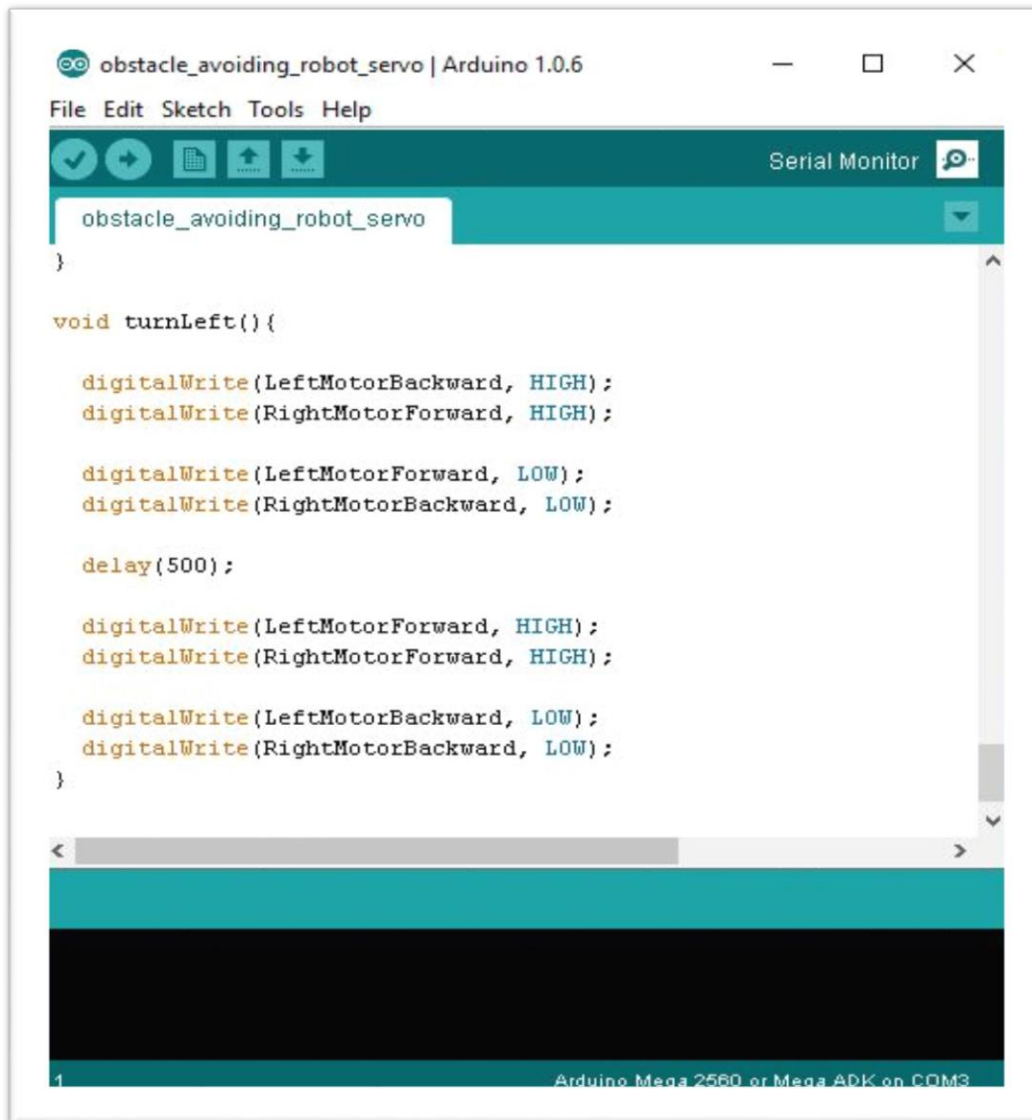 obstacle_avoiding_robot_servo | Arduino 1.0.6
File Edit Sketch Tools Help
Serial Monitor
obstacle_avoiding_robot_servo
}
void turnLeft(){
digitalWrite(LeftMotorBackward, HIGH);
digitalWrite(RightMotorForward, HIGH);
digitalWrite(LeftMotorForward, LOW);
digitalWrite(RightMotorBackward, LOW);
delay(500);
digitalWrite(LeftMotorForward, HIGH);
digitalWrite(RightMotorForward, HIGH);
digitalWrite(LeftMotorBackward, LOW);
digitalWrite(RightMotorBackward, LOW);
}
1 Arduino Mega 2560 or Mega ADK on COM3